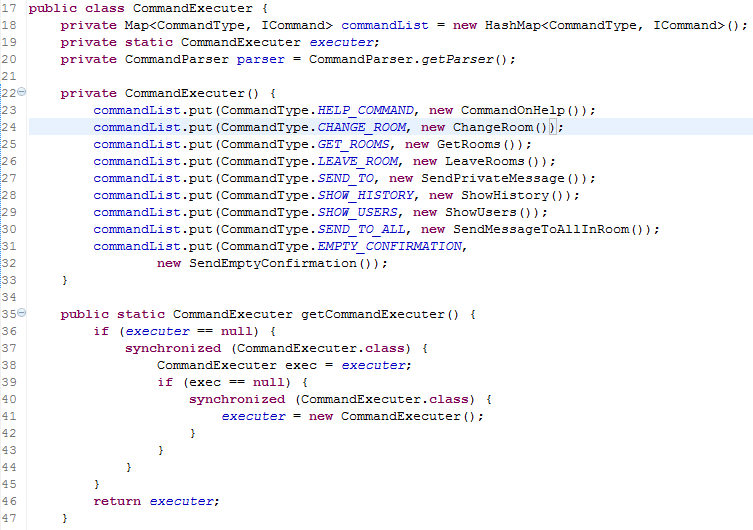 17 public class CommandExecuter {
18     private Map<CommandType, ICommand> commandList = new HashMap<CommandType, ICommand>();
19     private static CommandExecuter executer;
20     private CommandParser parser = CommandParser.getParser();
21
22     private CommandExecuter() {
23         commandList.put(CommandType.HELP_COMMAND, new CommandOnHelp());
24         commandList.put(CommandType.CHANGE_ROOM, new ChangeRoom());
25         commandList.put(CommandType.GET_ROOMS, new GetRooms());
26         commandList.put(CommandType.LEAVE_ROOM, new LeaveRooms());
27         commandList.put(CommandType.SEND_TO, new SendPrivateMessage());
28         commandList.put(CommandType.SHOW_HISTORY, new ShowHistory());
29         commandList.put(CommandType.SHOW_USERS, new ShowUsers());
30         commandList.put(CommandType.SEND_TO_ALL, new SendMessageToAllInRoom());
31         commandList.put(CommandType.EMPTY_CONFIRMATION,
32                 new SendEmptyConfirmation());
33     }
34
35     public static CommandExecuter getCommandExecuter() {
36         if (executer == null) {
37             synchronized (CommandExecuter.class) {
38                 CommandExecuter exec = executer;
39                 if (exec == null) {
40                     synchronized (CommandExecuter.class) {
41                         executer = new CommandExecuter();
42                     }
43                 }
44             }
45         }
46         return executer;
47     }